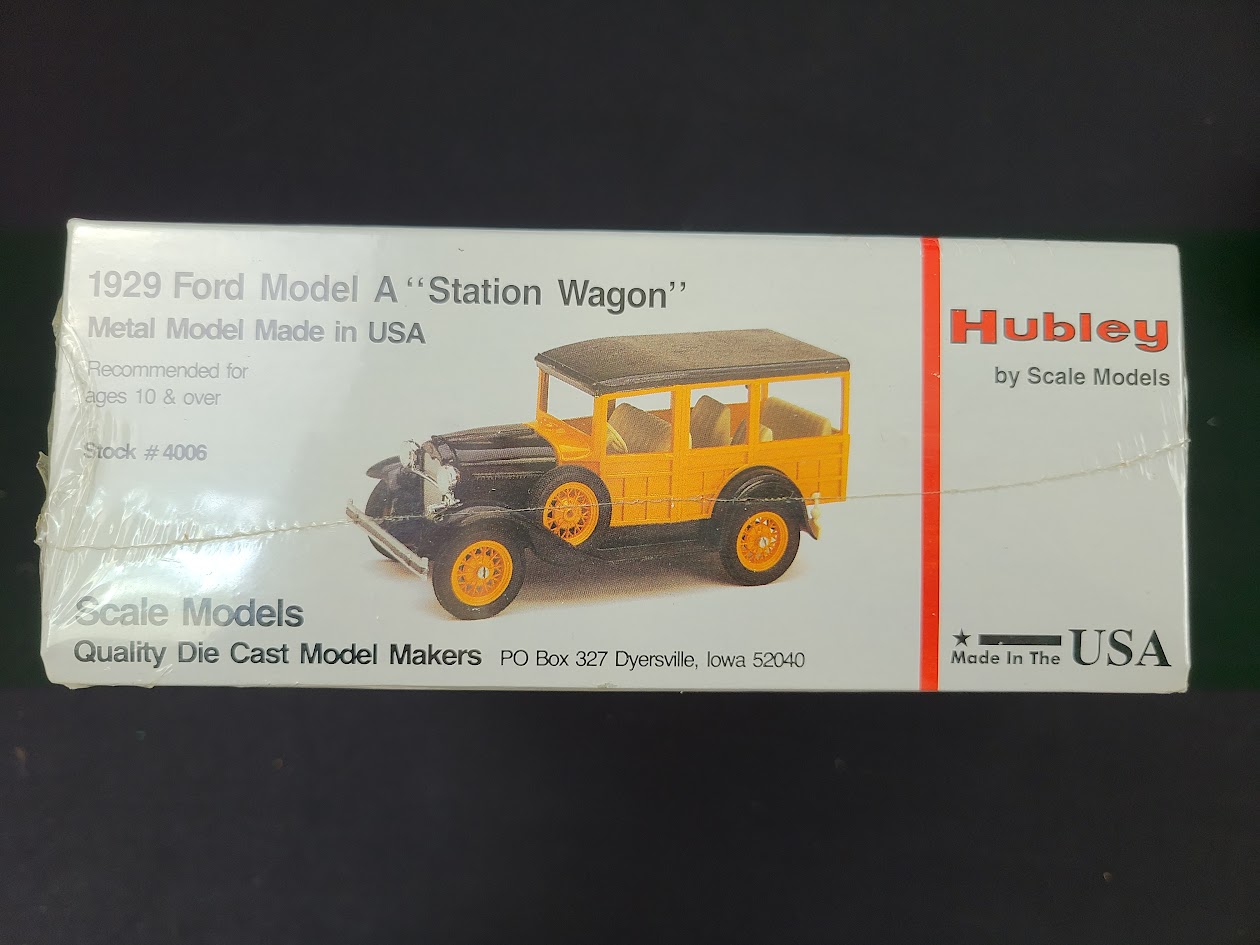 1929 Ford Model A “Station Wagon”
Metal Model Made in USA
Recommended for
ages 10 & over
Stock # 4006
Scale Models
Quality Die Cast Model Makers PO Box 327 Dyersville, Iowa 52040
Hubley
by Scale Models
Made In The USA